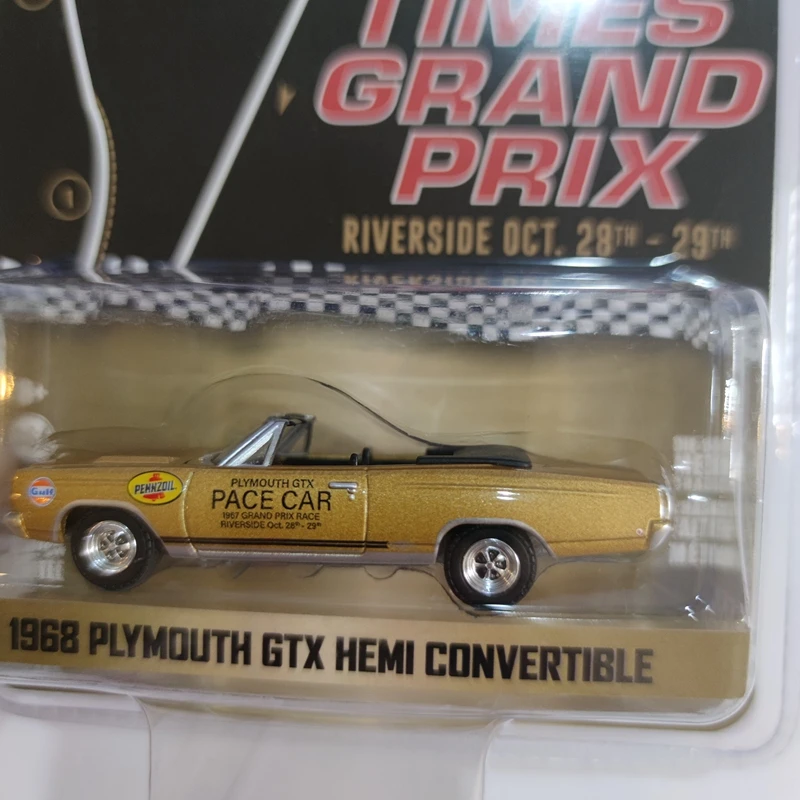 TIMES
GRAND
PRIX
RIVERSIDE OCT. 28TH - 29TH
1
Gulf
PENNZOIL
PLYMOUTH GTX
PACE CAR
1967 GRAND PRIX RACE
RIVERSIDE Oct. 28th - 29th
1968 PLYMOUTH GTX HEMI CONVERTIBLE